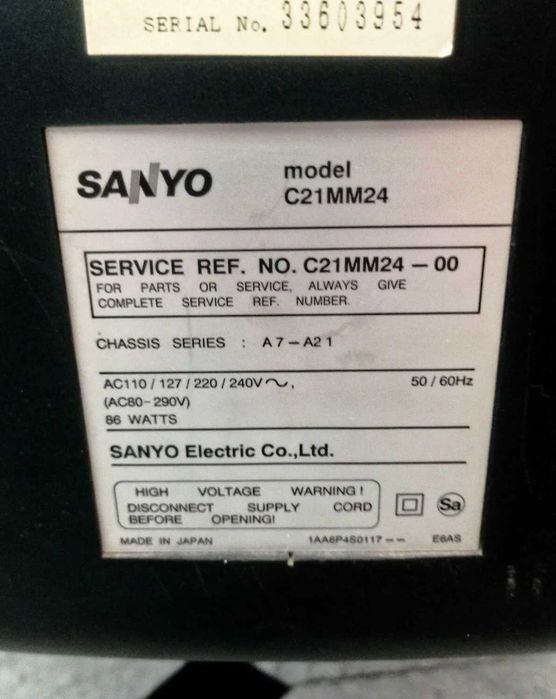 SERIAL No. 33603954
SANYO
model
C21MM24
SERVICE REF. NO. C21MM24 – 00
FOR PARTS OR SERVICE, ALWAYS GIVE
COMPLETE SERVICE REF. NUMBER.
CHASSIS SERIES : A7 – A21
AC110 / 127 / 220 / 240V ∼, 50 / 60Hz
(AC80– 290V)
86 WATTS
SANYO Electric Co.,Ltd.
HIGH VOLTAGE WARNING!
DISCONNECT SUPPLY CORD
BEFORE OPENING!
Sa
MADE IN JAPAN 1AA6P4S0117 – – E6AS